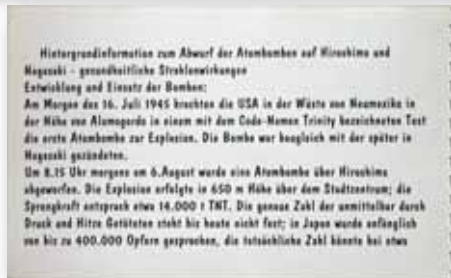 Hintergrundinformation zum Abwurf der Atombomben auf Hiroshima und
Nagasaki - gesundheitliche Strahlenwirkungen
Entwicklung und Einsatz der Bomben:
Am Morgen des 16. Juli 1945 brachten die USA in der Wüste von Neumexiko in
der Nähe von Alamogordo in einem mit dem Code-Namen Trinity bezeichneten Test
die erste Atombombe zur Explosion. Die Bombe war baugleich mit der später in
Nagasaki gezündeten.
Um 8.15 Uhr morgens am 6.August wurde eine Atombombe über Hiroshima
abgeworfen. Die Explosion erfolgte in 650 m Höhe über dem Stadtzentrum; die
Sprengkraft entsprach etwa 14.000 t TNT. Die genaue Zahl der unmittelbar durch
Druck und Hitze Getöteten steht bis heute nicht fest; in Japan wurde anfänglich
von bis zu 400.000 Opfern gesprochen, die tatsächliche Zahl könnte bei etwa